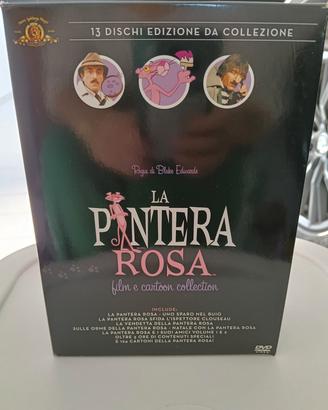 13 DISCHI EDIZIONE DA COLLEZIONE
Regia di Blake Edwards
LA
PANTERA
ROSA
film e cartoon collection
INCLUDE:
LA PANTERA ROSA - UNO SPARO NEL BUIO
LA PANTERA ROSA SFIDA L'ISPETTORE CLOUSEAU
LA VENDETTA DELLA PANTERA ROSA
SULLE ORME DELLA PANTERA ROSA - NATALE CON LA PANTERA ROSA
LA PANTERA ROSA E I SUOI AMICI VOLUME 1 E 2
OLTRE 3 ORE DI CONTENUTI SPECIALI
E 124 CARTONI DELLA PANTERA ROSA!
DVD